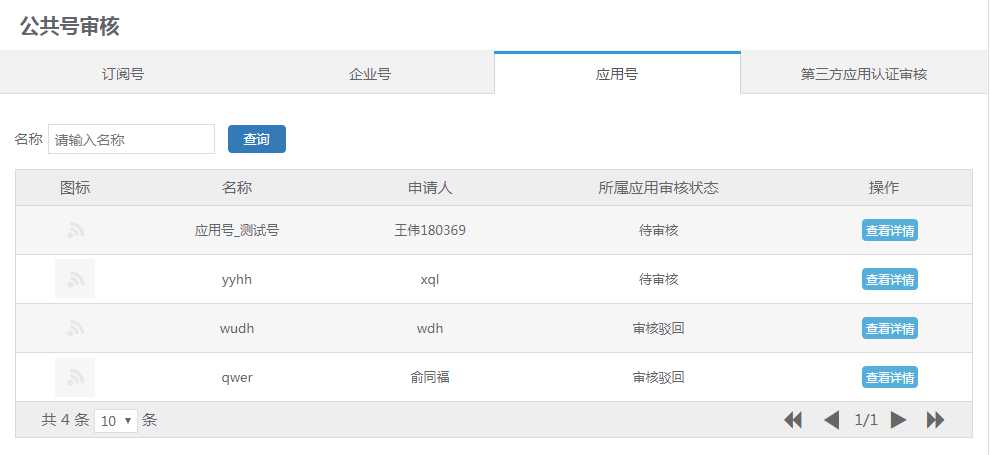 公共号审核
订阅号 企业号 应用号 第三方应用认证审核
名称 请输入名称 查询
图标 名称 申请人 所属应用审核状态 操作
应用号_测试号 王伟180369 待审核 查看详情
yyhh xql 待审核 查看详情
wudh wdh 审核驳回 查看详情
qwer 俞同福 审核驳回 查看详情
共 4 条 10 条 1/1